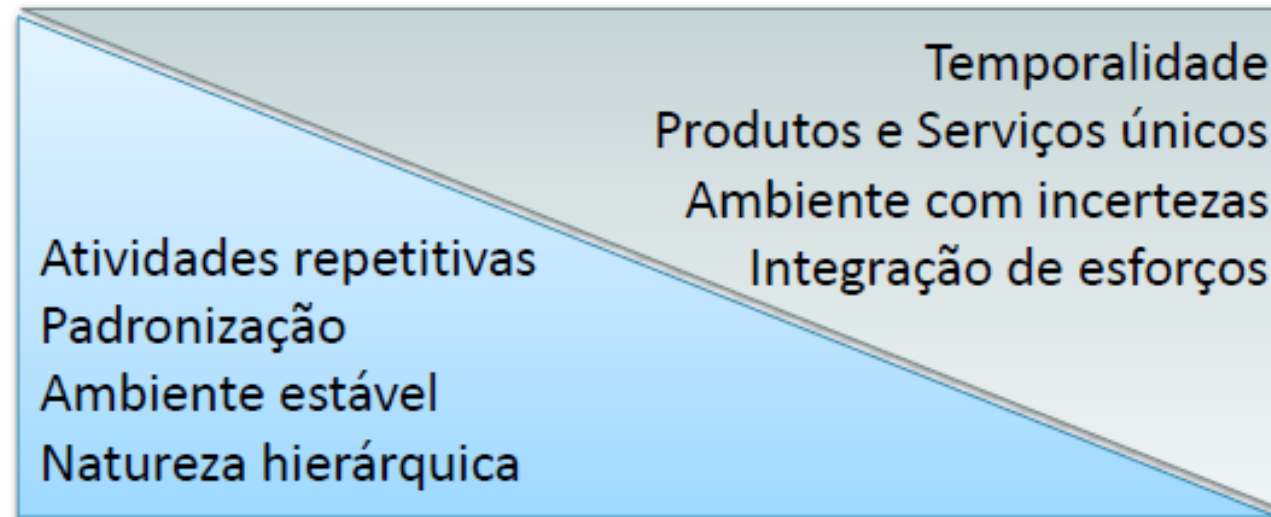 Temporalidade
Produtos e Serviços únicos
Ambiente com incertezas
Integração de esforços
Atividades repetitivas
Padronização
Ambiente estável
Natureza hierárquica